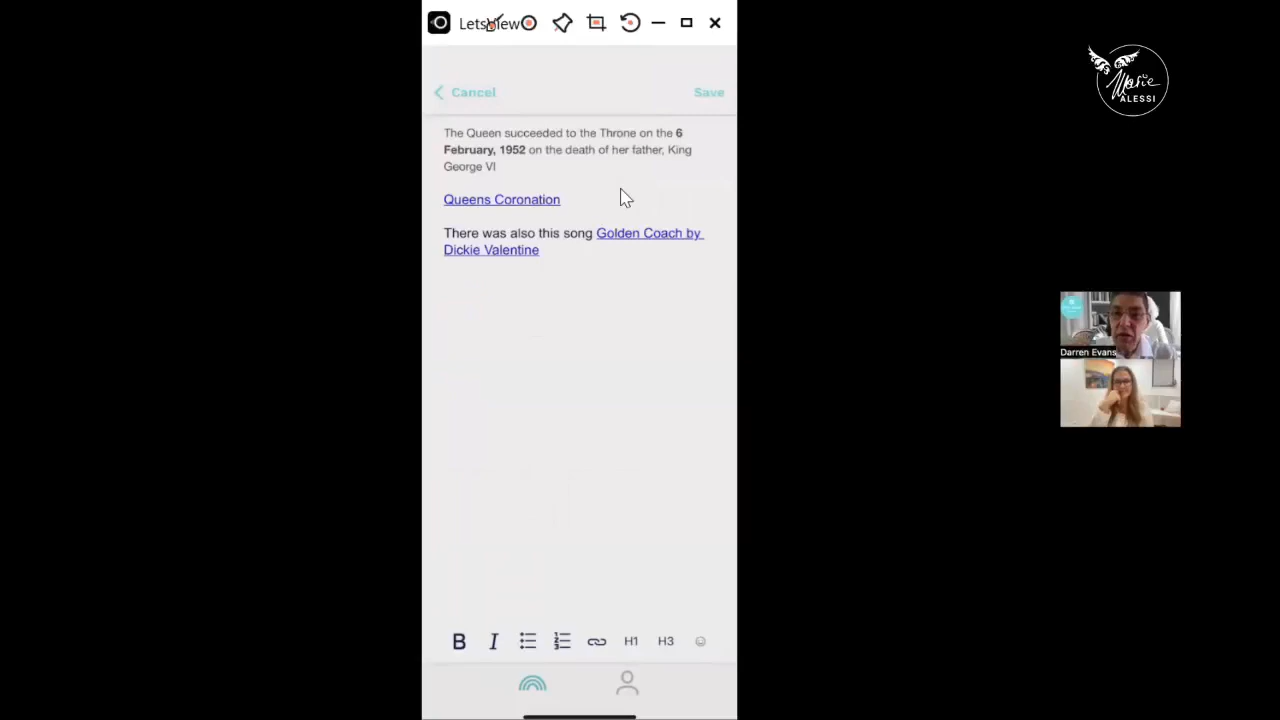 LetsView
Cancel
Save
The Queen succeeded to the Throne on the 6
February, 1952 on the death of her father, King
George VI
Queens Coronation
There was also this song Golden Coach by
Dickie Valentine
B I H1 H3
Marie
ALESSI
Darren Evans